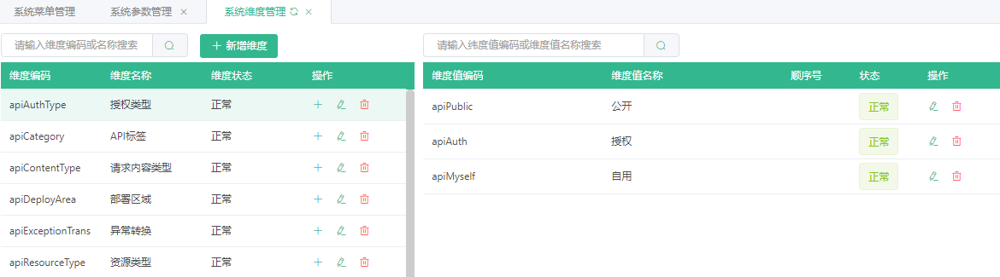 系统菜单管理 系统参数管理 系统维度管理
请输入维度编码或名称搜索 新增维度 请输入纬度值编码或维度值名称搜索
维度编码 维度名称 维度状态 操作 维度值编码 维度值名称 顺序号 状态 操作
apiAuthType 授权类型 正常 apiPublic 公开 正常
apiCategory API标签 正常 apiAuth 授权 正常
apiContentType 请求内容类型 正常 apiMyself 自用 正常
apiDeployArea 部署区域 正常
apiExceptionTrans 异常转换 正常
apiResourceType 资源类型 正常